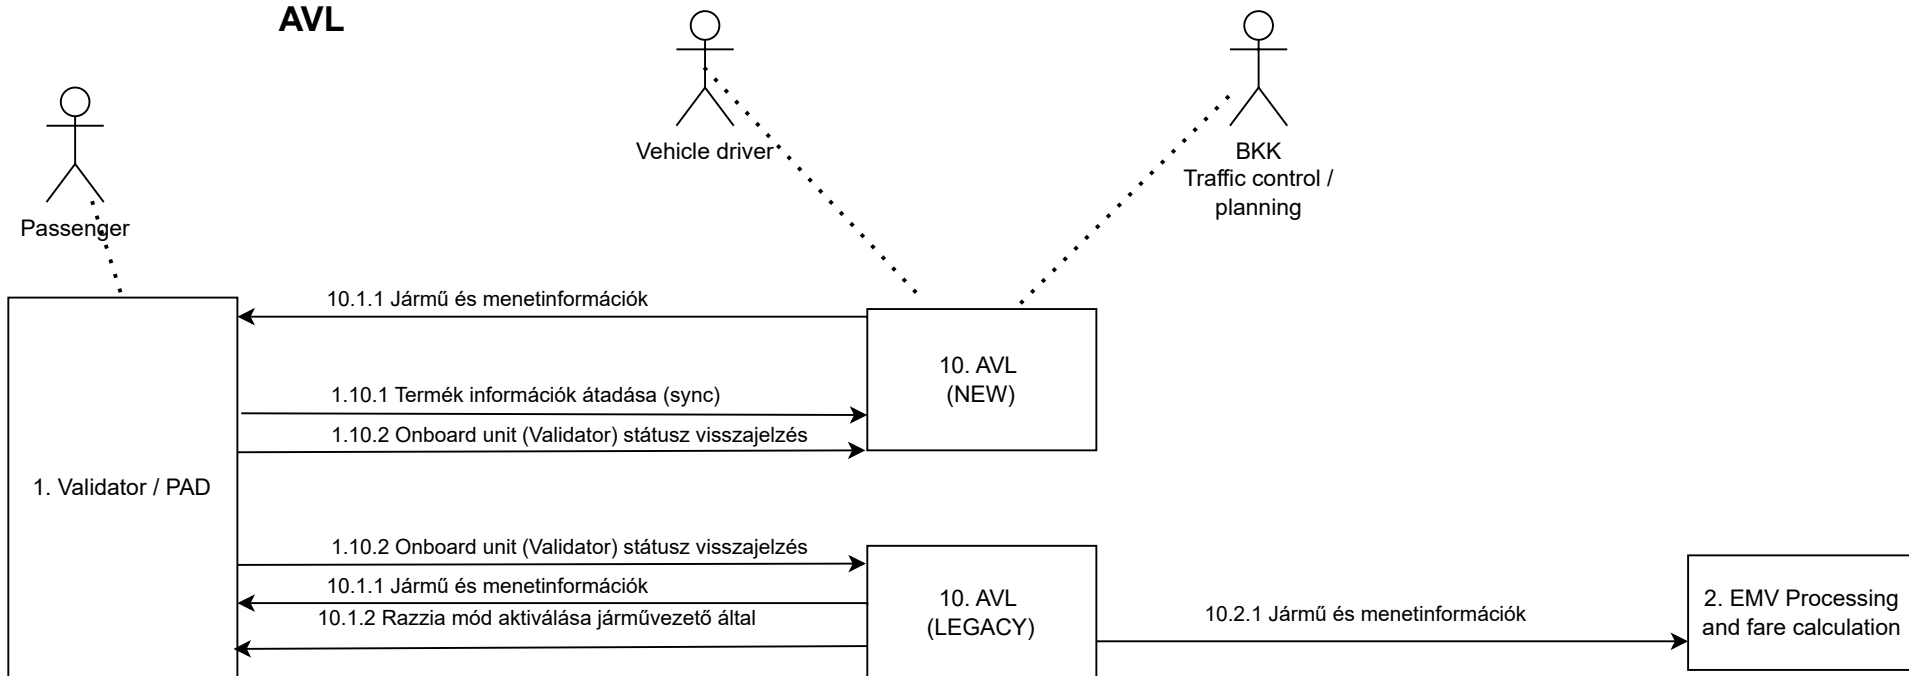 AVL
Vehicle driver
BKK
Traffic control /
planning
Passenger
10.1.1 Jármű és menetinformációk
10. AVL
(NEW)
1.10.1 Termék információk átadása (sync)
1.10.2 Onboard unit (Validator) státusz visszajelzés
1. Validator / PAD
1.10.2 Onboard unit (Validator) státusz visszajelzés
10.1.1 Jármű és menetinformációk
10.1.2 Razzia mód aktiválása járművezető által
10. AVL
(LEGACY)
10.2.1 Jármű és menetinformációk
2. EMV Processing
and fare calculation